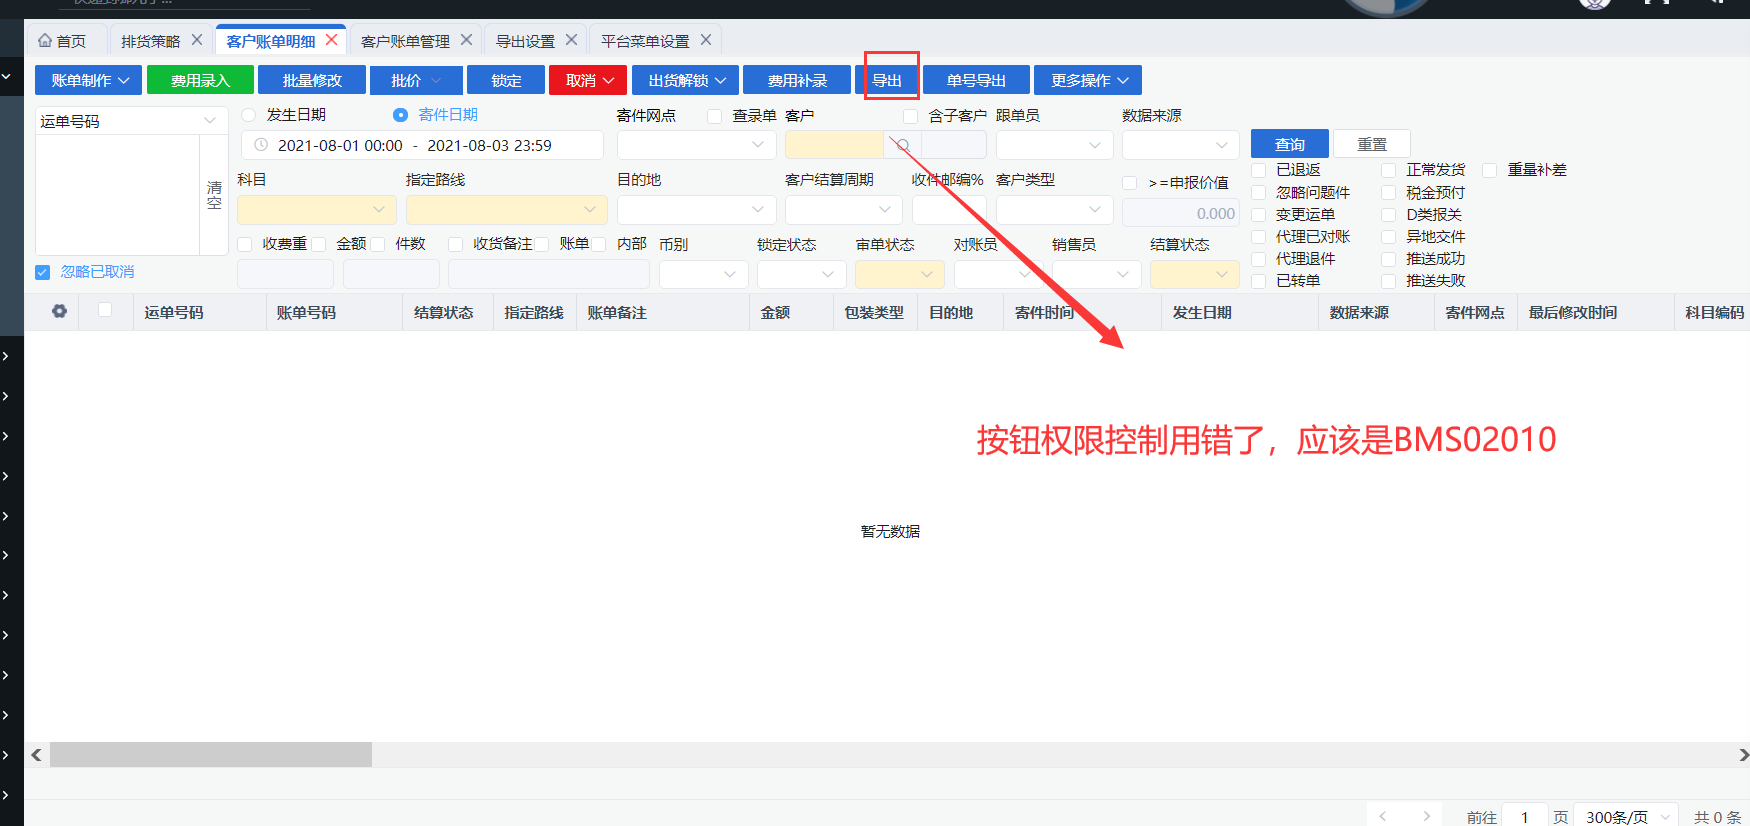 首页 排货策略 客户账单明细 客户账单管理 导出设置 平台菜单设置
账单制作 费用录入 批量修改 批价 锁定 取消 出货解锁 费用补录 导出 单号导出 更多操作
运单号码 发生日期 寄件日期 寄件网点 查录单 客户 含子客户 跟单员 数据来源
2021-08-01 00:00 - 2021-08-03 23:59 查询 重置
清空
科目 指定路线 目的地 客户结算周期 收件邮编% 客户类型 >=申报价值
0.000
已退返 正常发货 重量补差
忽略问题件 税金预付
变更运单 D类报关
代理已对账 异地交件
代理退件 推送成功
已转单 推送失败
收费重 金额 件数 收货备注 账单 内部 币别 锁定状态 审单状态 对账员 销售员 结算状态
忽略已取消
运单号码 账单号码 结算状态 指定路线 账单备注 金额 包装类型 目的地 寄件时间 发生日期 数据来源 寄件网点 最后修改时间 科目编码
按钮权限控制用错了，应该是BMS02010
暂无数据
前往 1 页 300条/页 共 0 条